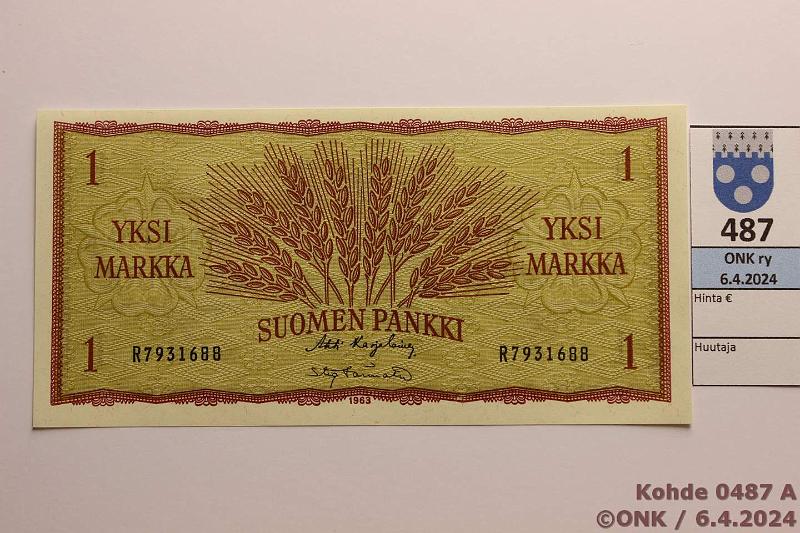 1
1
YKSI
MARKKA
YKSI
MARKKA
SUOMEN PANKKI
1
R7931688
R7931688
1
1963
487
ONK ry
6.4.2024
Hinta €
Huutaja
Kohde 0487 A
©ONK / 6.4.2024